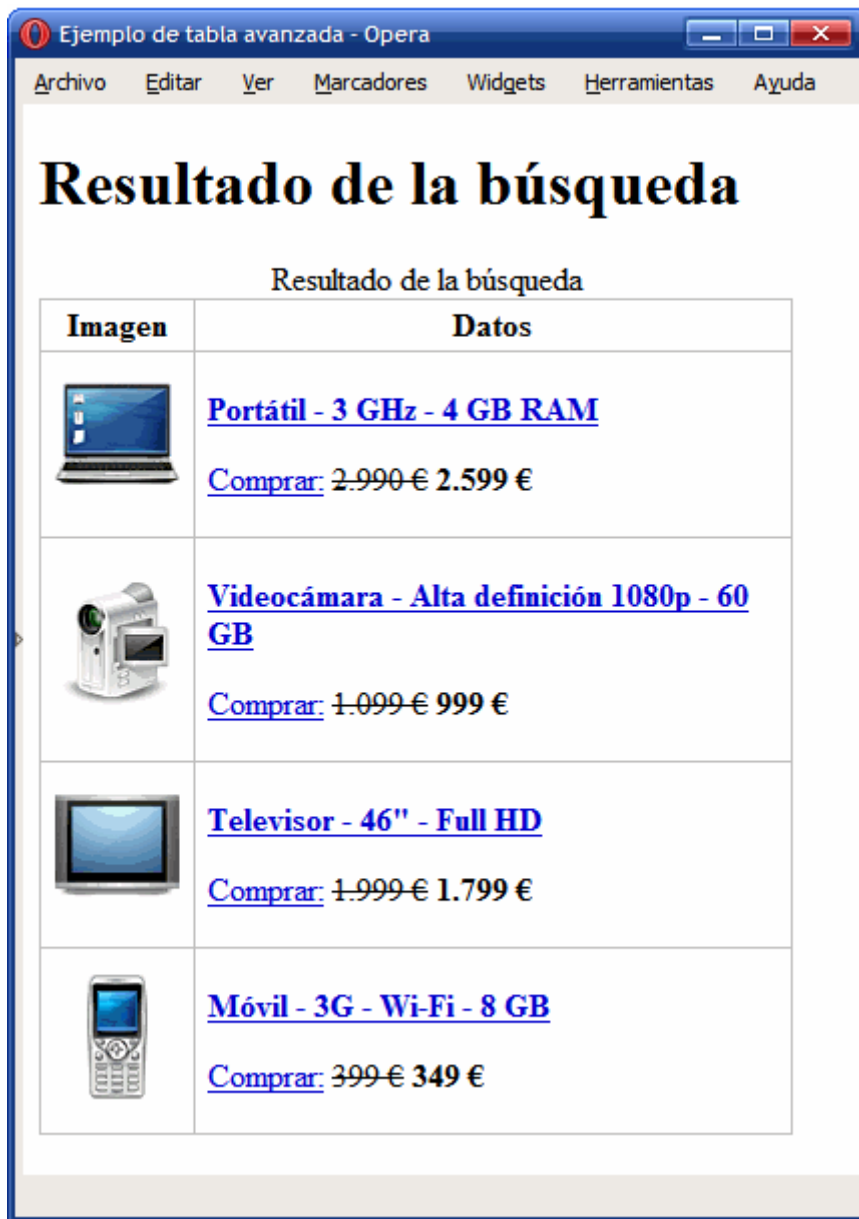 Ejemplo de tabla avanzada - Opera
Archivo Editar Ver Marcadores Widgets Herramientas Ayuda
Resultado de la búsqueda
Resultado de la búsqueda
Imagen Datos
Portátil - 3 GHz - 4 GB RAM
Comprar: 2.990 € 2.599 €
Videocámara - Alta definición 1080p - 60
GB
Comprar: 1.099 € 999 €
Televisor - 46" - Full HD
Comprar: 1.999 € 1.799 €
Móvil - 3G - Wi-Fi - 8 GB
Comprar: 399 € 349 €